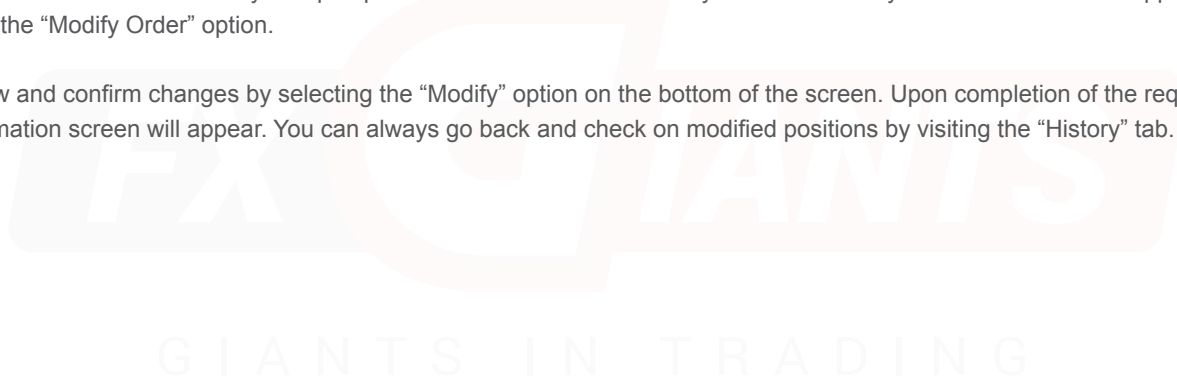 the “Modify Order” option.
and confirm changes by selecting the “Modify” option on the bottom of the screen. Upon completion of the
screen will appear. You can always go back and check on modified positions by visiting the “History” tab.
FX GIANTS
GIANTS IN TRADING